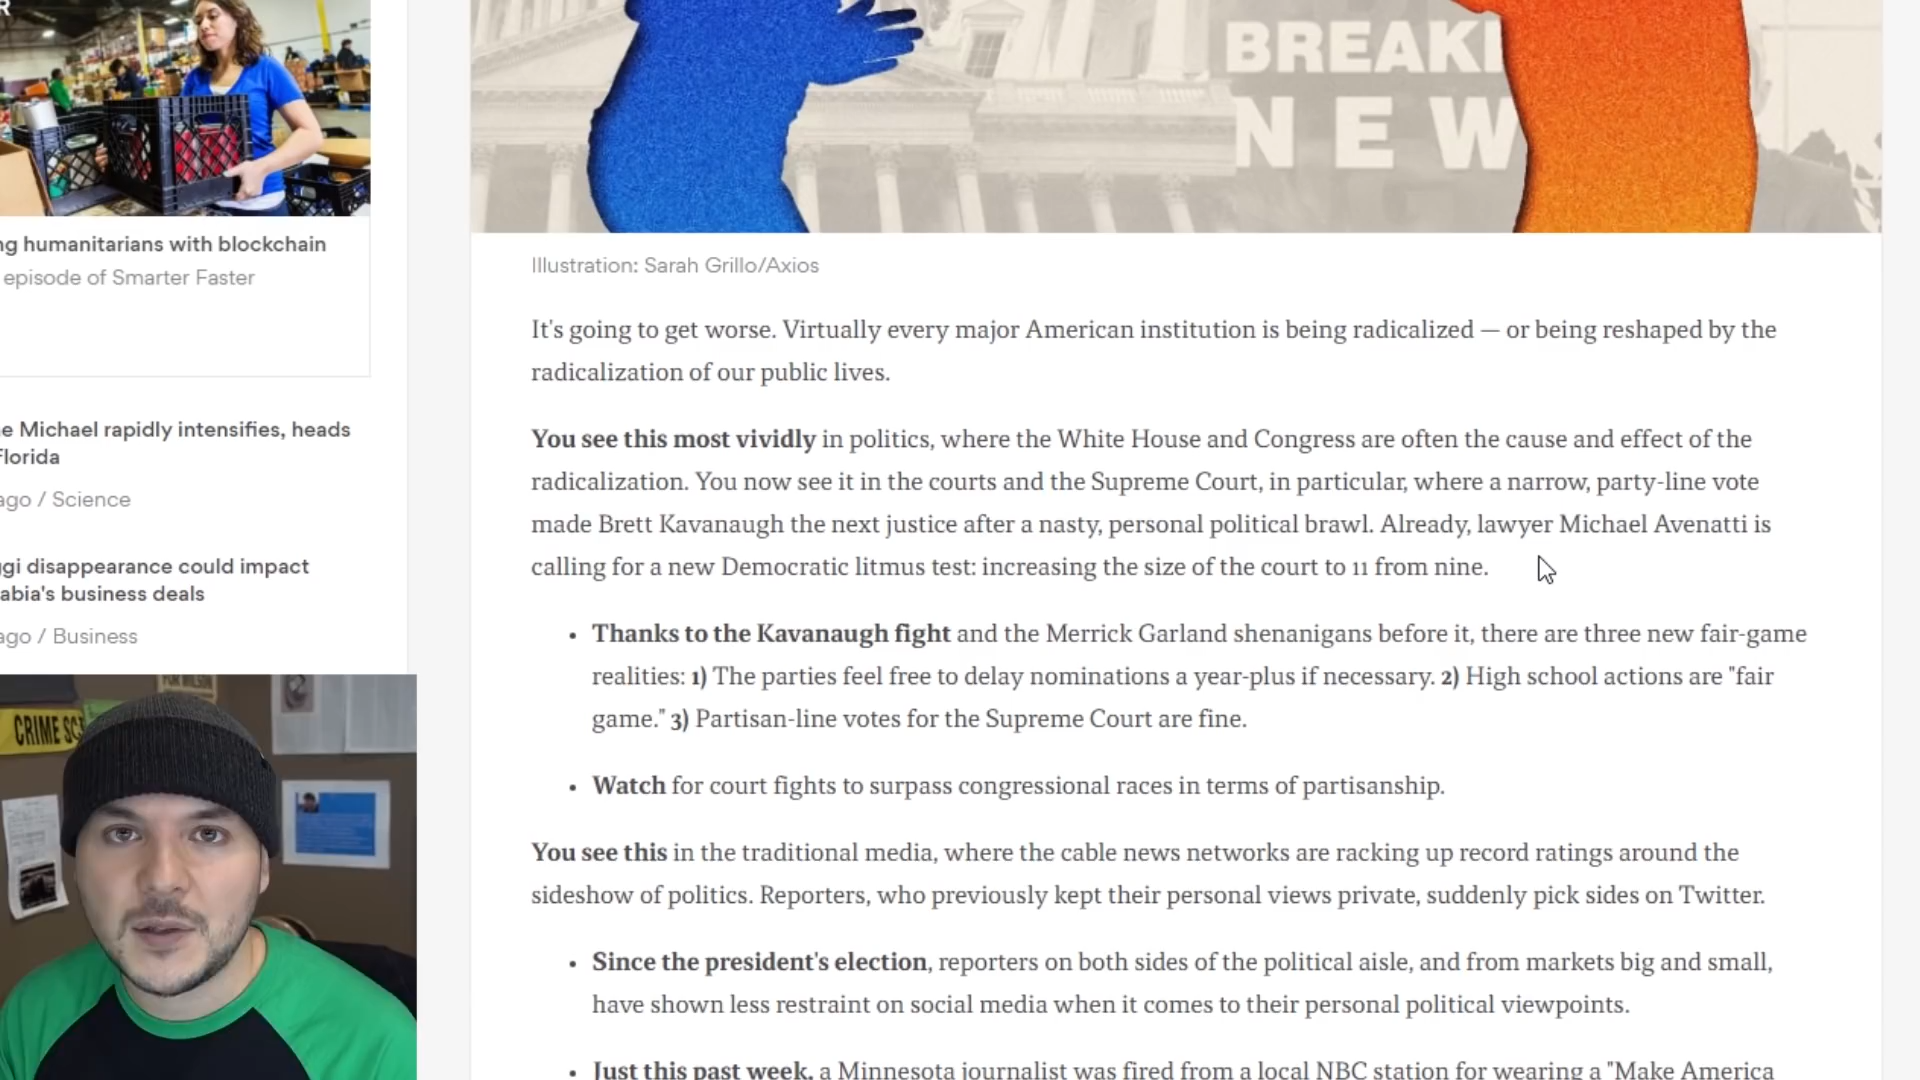 R
BREAKI
NEW
ng humanitarians with blockchain
episode of Smarter Faster
Illustration: Sarah Grillo/Axios
It's going to get worse. Virtually every major American institution is being radicalized — or being reshaped by the
radicalization of our public lives.
You see this most vividly in politics, where the White House and Congress are often the cause and effect of the
radicalization. You now see it in the courts and the Supreme Court, in particular, where a narrow, party-line vote
made Brett Kavanaugh the next justice after a nasty, personal political brawl. Already, lawyer Michael Avenatti is
calling for a new Democratic litmus test: increasing the size of the court to 11 from nine.
• Thanks to the Kavanaugh fight and the Merrick Garland shenanigans before it, there are three new fair-game
realities: 1) The parties feel free to delay nominations a year-plus if necessary. 2) High school actions are "fair
game." 3) Partisan-line votes for the Supreme Court are fine.
• Watch for court fights to surpass congressional races in terms of partisanship.
You see this in the traditional media, where the cable news networks are racking up record ratings around the
sideshow of politics. Reporters, who previously kept their personal views private, suddenly pick sides on Twitter.
• Since the president's election, reporters on both sides of the political aisle, and from markets big and small,
have shown less restraint on social media when it comes to their personal political viewpoints.
• Just this past week, a Minnesota journalist was fired from a local NBC station for wearing a "Make America
e Michael rapidly intensifies, heads
Florida
ago / Science
ggi disappearance could impact
abia's business deals
ago / Business
CRIME SC